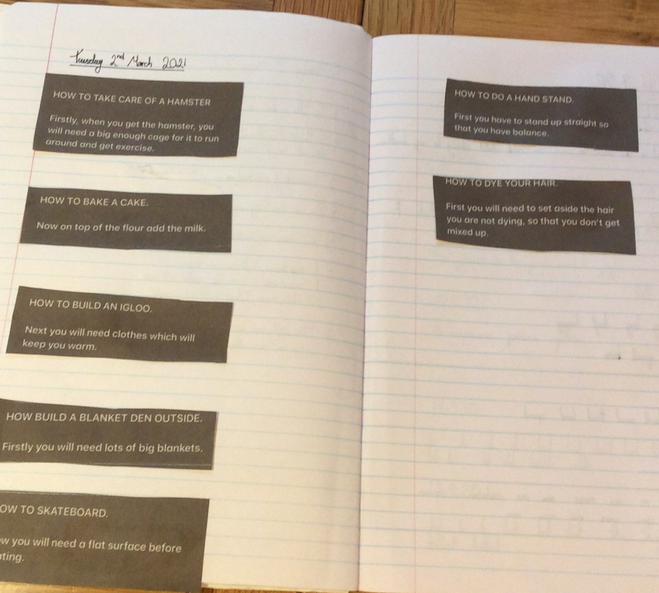 Tuesday 2nd March 2021
HOW TO TAKE CARE OF A HAMSTER
Firstly, when you get the hamster, you
will need a big enough cage for it to run
around and get exercise.
HOW TO BAKE A CAKE.
Now on top of the flour add the milk.
HOW TO BUILD AN IGLOO.
Next you will need clothes which will
keep you warm.
HOW BUILD A BLANKET DEN OUTSIDE.
Firstly you will need lots of big blankets.
OW TO SKATEBOARD.
w you will need a flat surface before
ating.
HOW TO DO A HAND STAND.
First you have to stand up straight so
that you have balance.
HOW TO DYE YOUR HAIR.
First you will need to set aside the hair
you are not dying, so that you don't get
mixed up.